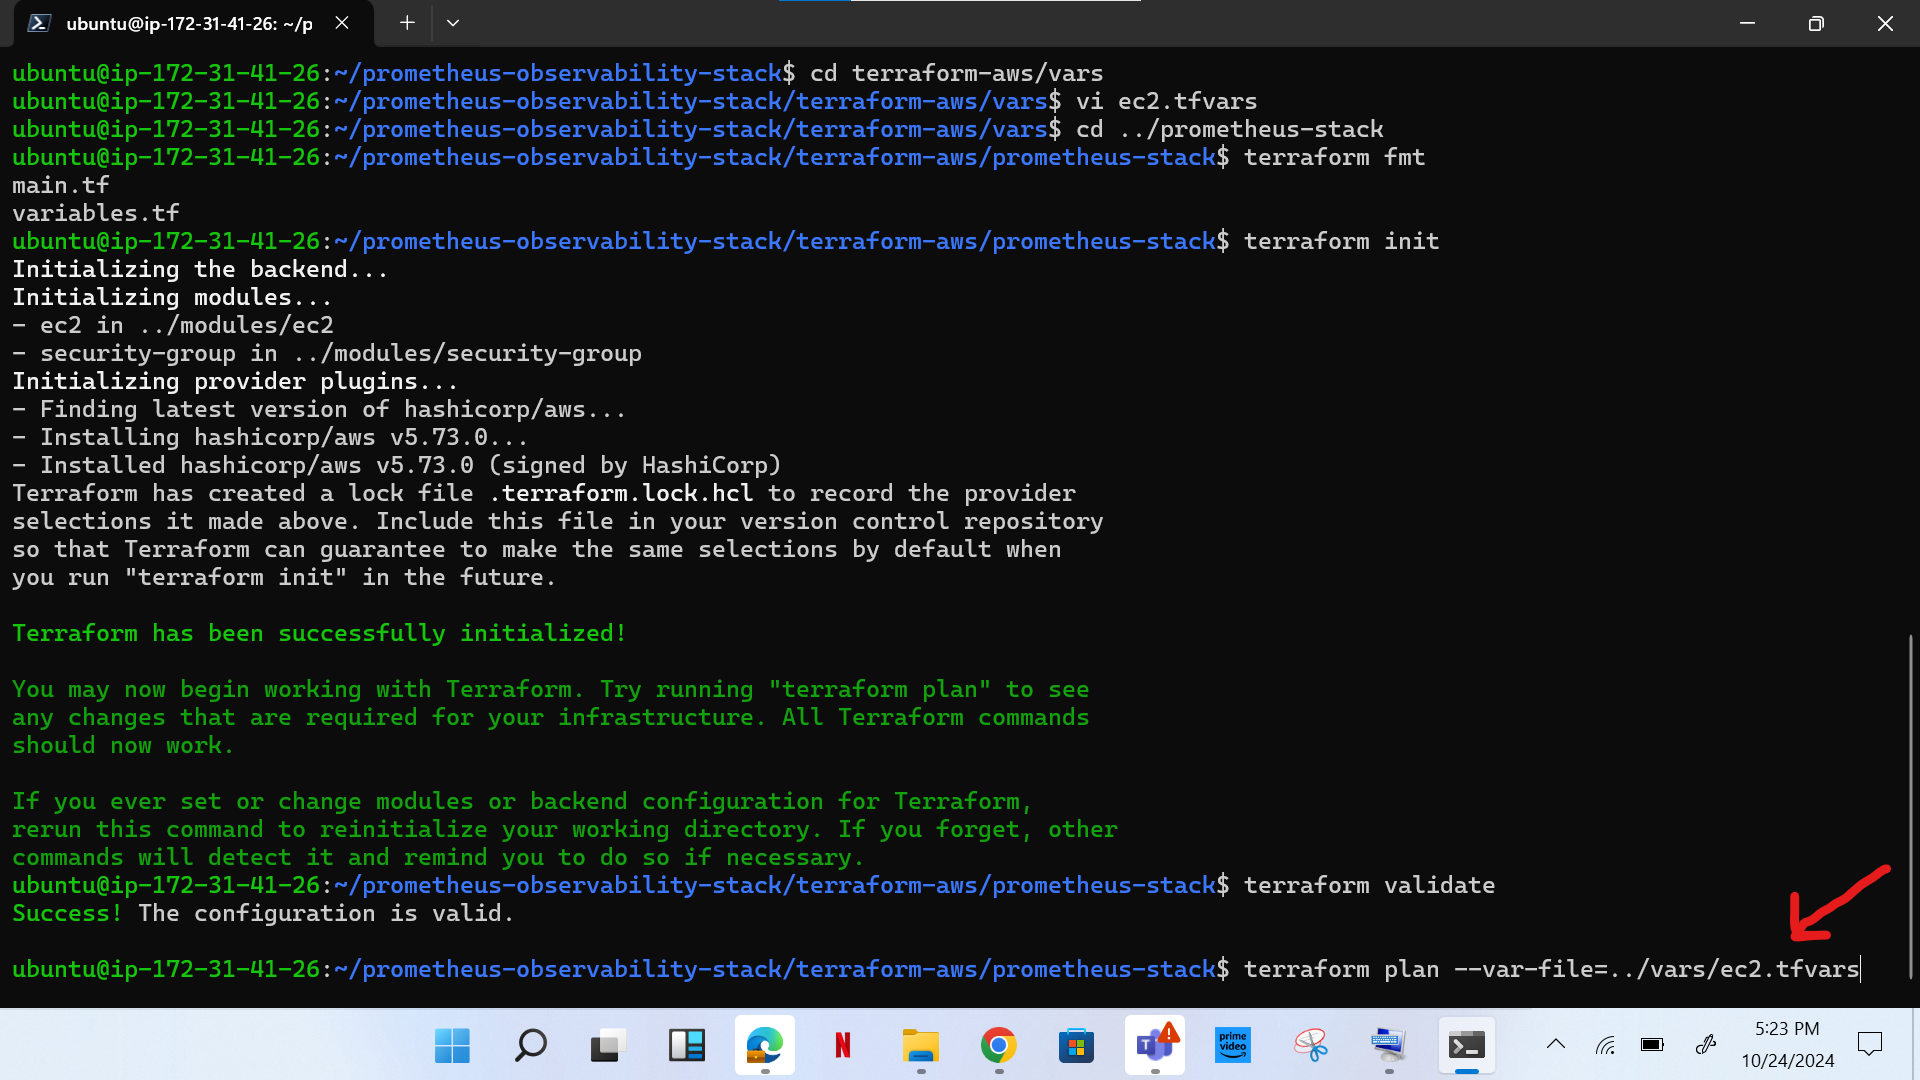 ubuntu@ip-172-31-41-26: ~/p
ubuntu@ip-172-31-41-26:~/prometheus-observability-stack$ cd terraform-aws/vars
ubuntu@ip-172-31-41-26:~/prometheus-observability-stack/terraform-aws/vars$ vi ec2.tfvars
ubuntu@ip-172-31-41-26:~/prometheus-observability-stack/terraform-aws/vars$ cd ../prometheus-stack
ubuntu@ip-172-31-41-26:~/prometheus-observability-stack/terraform-aws/prometheus-stack$ terraform fmt
main.tf
variables.tf
ubuntu@ip-172-31-41-26:~/prometheus-observability-stack/terraform-aws/prometheus-stack$ terraform init
Initializing the backend...
Initializing modules...
- ec2 in ../modules/ec2
- security-group in ../modules/security-group
Initializing provider plugins...
- Finding latest version of hashicorp/aws...
- Installing hashicorp/aws v5.73.0...
- Installed hashicorp/aws v5.73.0 (signed by HashiCorp)
Terraform has created a lock file .terraform.lock.hcl to record the provider
selections it made above. Include this file in your version control repository
so that Terraform can guarantee to make the same selections by default when
you run "terraform init" in the future.
Terraform has been successfully initialized!
You may now begin working with Terraform. Try running "terraform plan" to see
any changes that are required for your infrastructure. All Terraform commands
should now work.
If you ever set or change modules or backend configuration for Terraform,
rerun this command to reinitialize your working directory. If you forget, other
commands will detect it and remind you to do so if necessary.
ubuntu@ip-172-31-41-26:~/prometheus-observability-stack/terraform-aws/prometheus-stack$ terraform validate
Success! The configuration is valid.
ubuntu@ip-172-31-41-26:~/prometheus-observability-stack/terraform-aws/prometheus-stack$ terraform plan --var-file=../vars/ec2.tfvars
N
T
prime
video
5:23 PM
10/24/2024